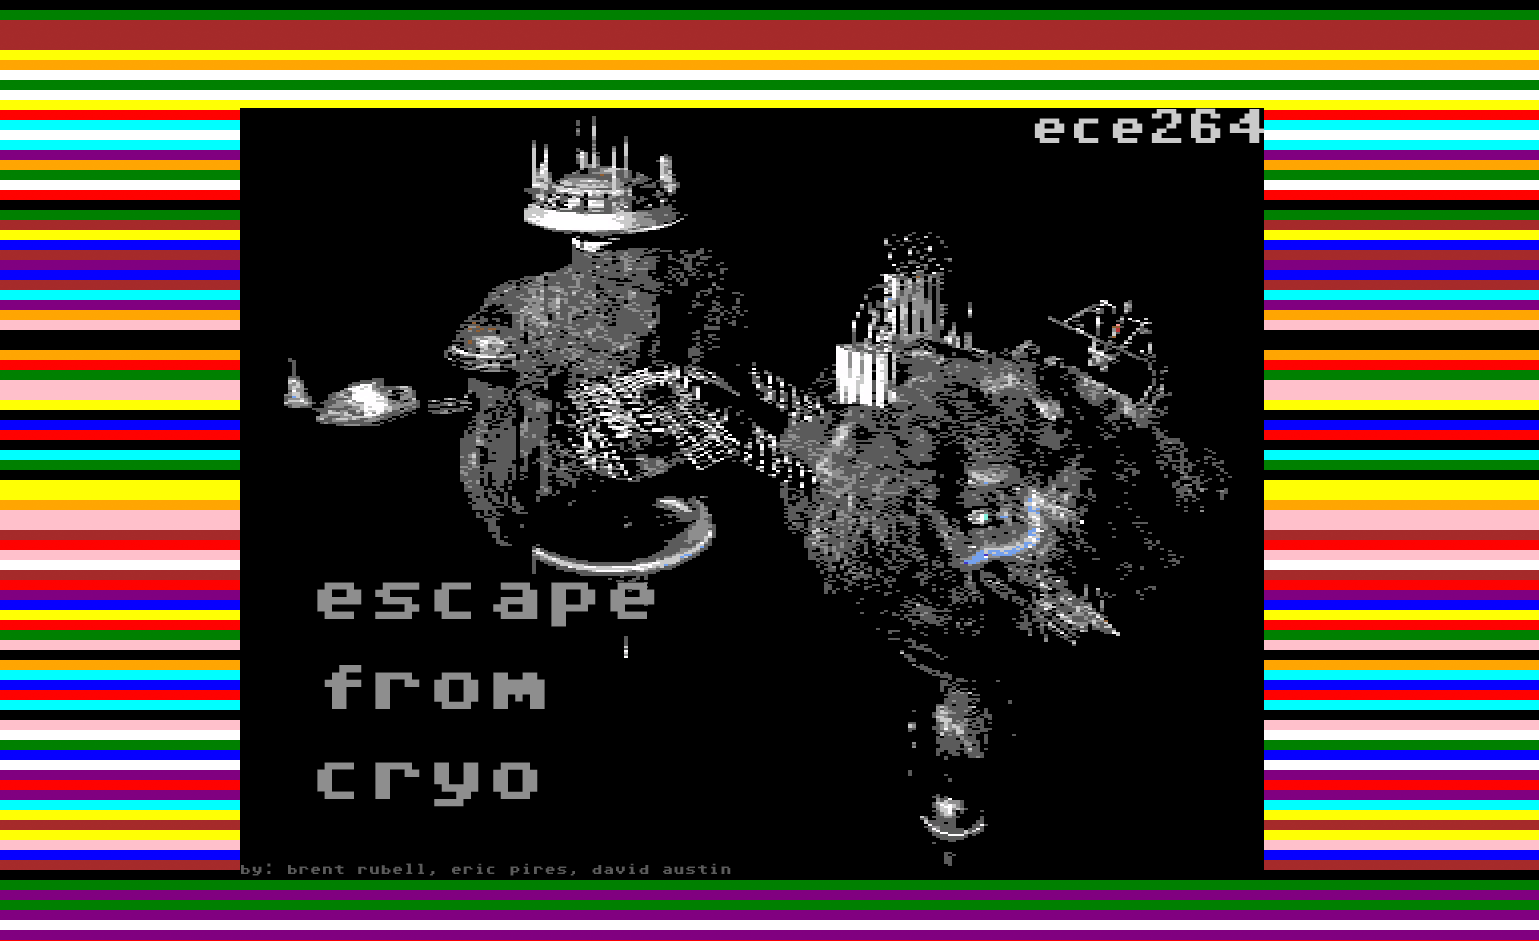 ece264
escape
from
cryo
by: brent rubell, eric pires, david austin